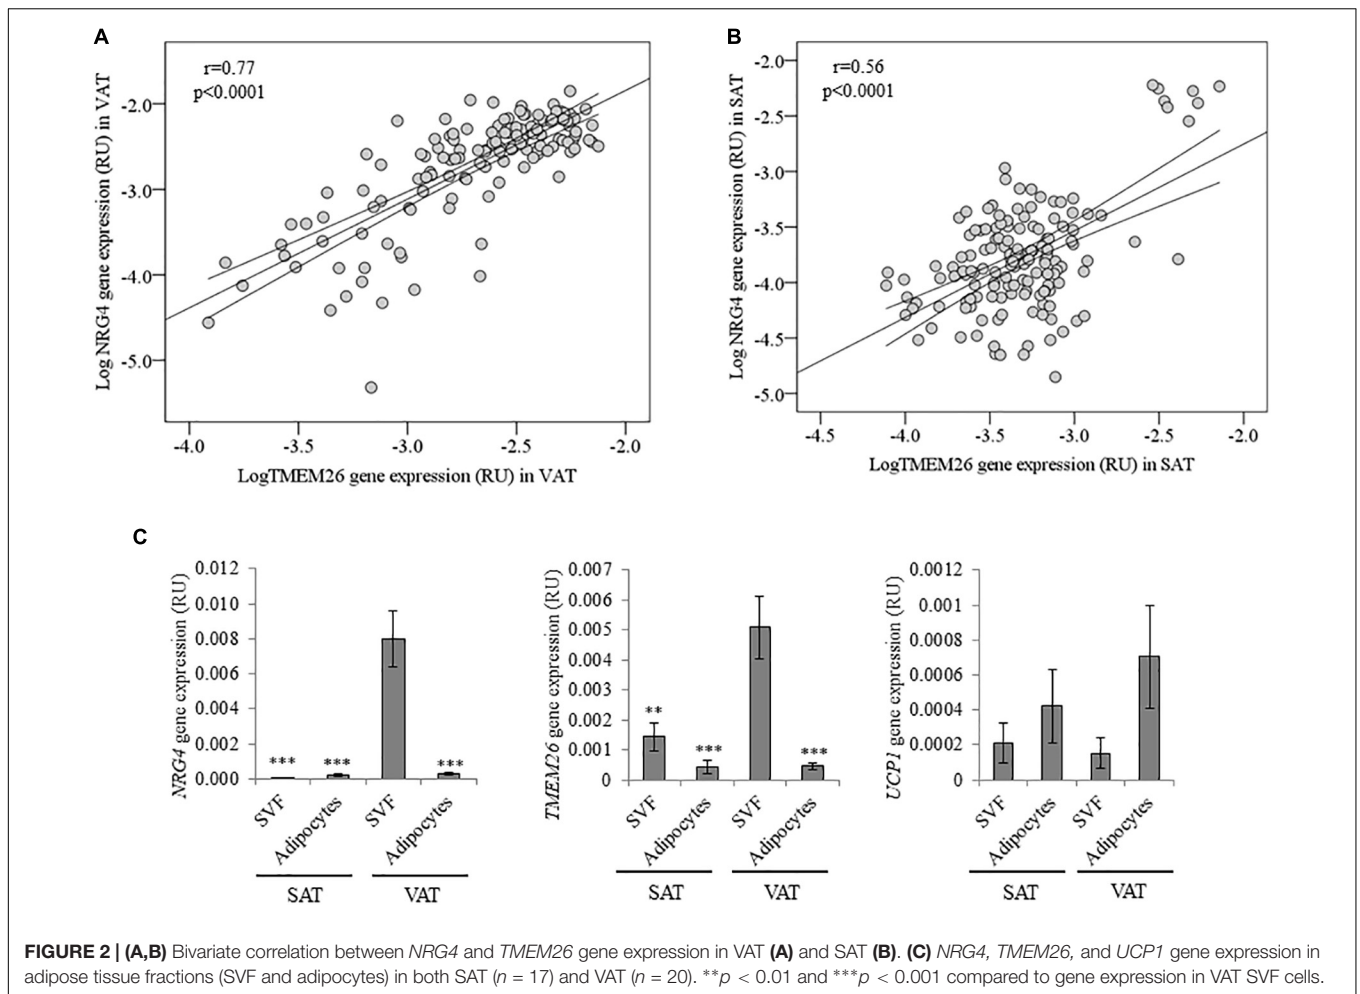 A
r=0.77
p<0.0001
Log NRG4 gene expression (RU) in VAT
-2.0
-3.0
-4.0
-5.0
-4.0 -3.5 -3.0 -2.5 -2.0
LogTMEM26 gene expression (RU) in VAT
B
r=0.56
p<0.0001
Log NRG4 gene expression (RU) in SAT
-2.0
-2.5
-3.0
-3.5
-4.0
-4.5
-5.0
-4.5 -4.0 -3.5 -3.0 -2.5 -2.0
LogTMEM26 gene expression (RU) in SAT
C
NRG4 gene expression (RU)
0.012
0.010
0.008
0.006
0.004
0.002
0.000
*** *** ***
SVF Adipocytes SVF Adipocytes
SAT VAT
TMEM26 gene expression (RU)
0.007
0.006
0.005
0.004
0.003
0.002
0.001
0
** *** ***
SVF Adipocytes SVF Adipocytes
SAT VAT
UCP1 gene expression (RU)
0.0012
0.001
0.0008
0.0006
0.0004
0.0002
0
SVF Adipocytes SVF Adipocytes
SAT VAT
FIGURE 2 | (A,B) Bivariate correlation between NRG4 and TMEM26 gene expression in VAT (A) and SAT (B). (C) NRG4, TMEM26, and UCP1 gene expression in
adipose tissue fractions (SVF and adipocytes) in both SAT (n = 17) and VAT (n = 20). **p < 0.01 and ***p < 0.001 compared to gene expression in VAT SVF cells.